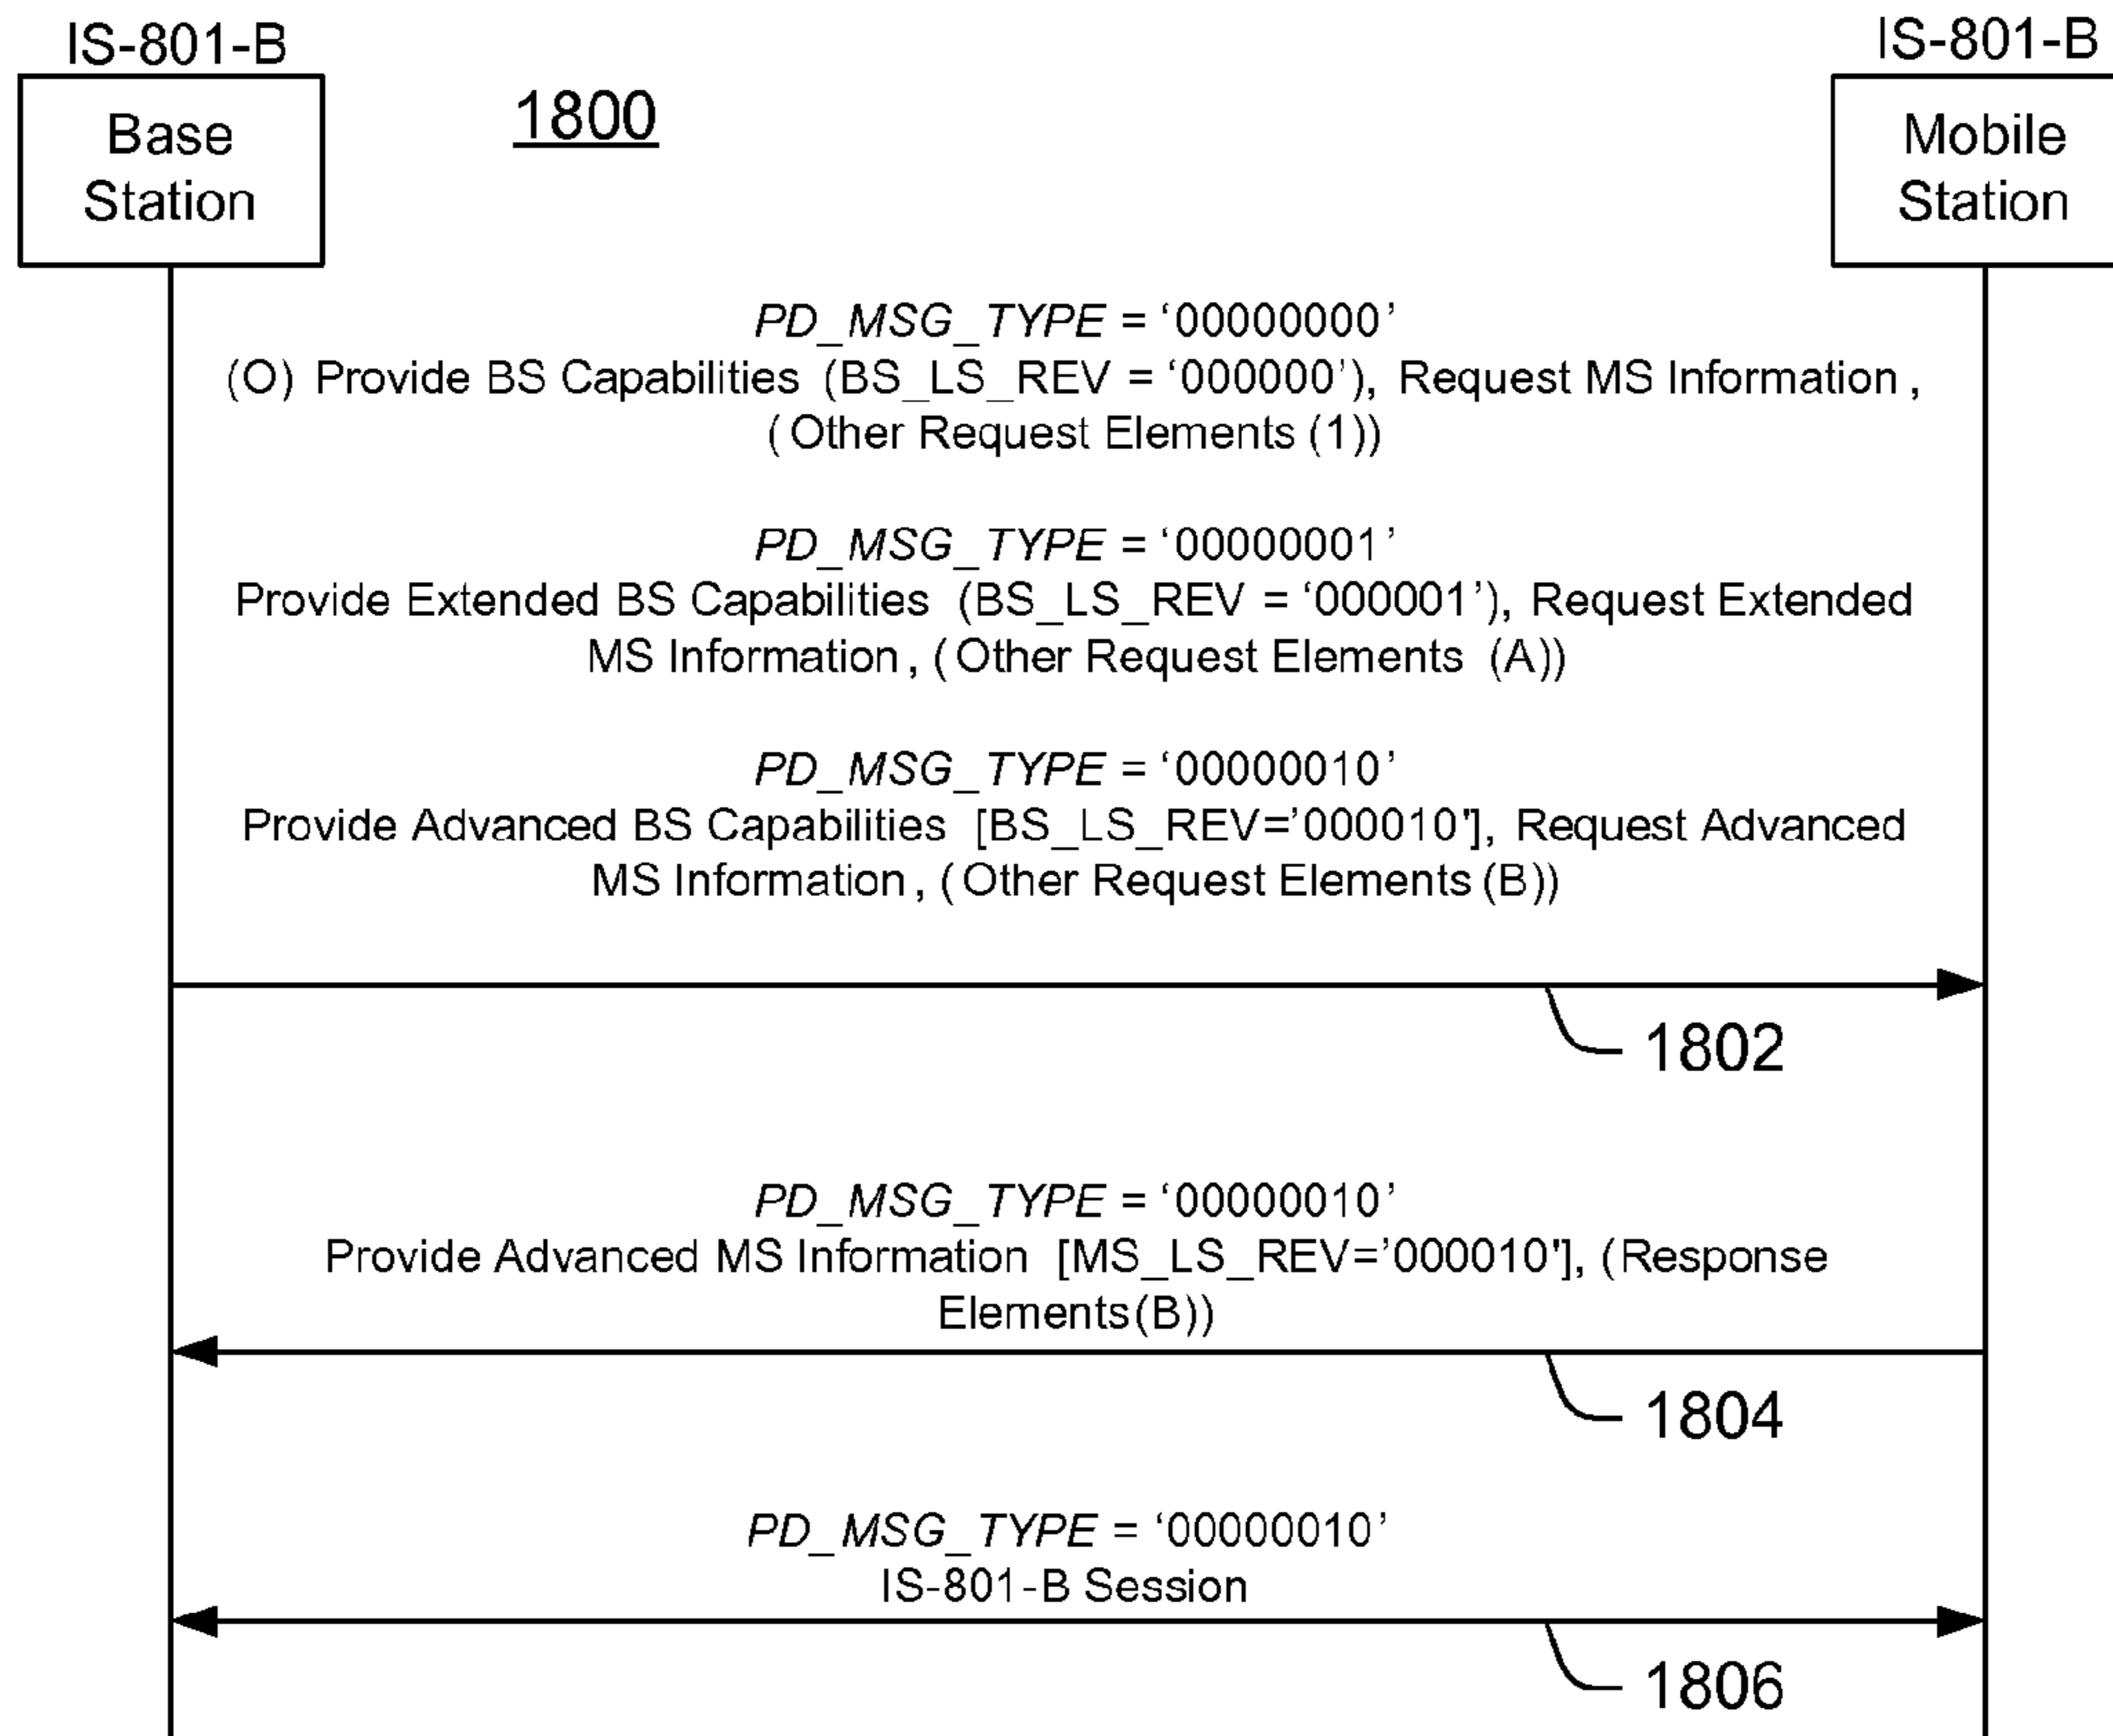 IS-801-B
IS-801-B
Base
Station
1800
Mobile
Station
PD_MSG_TYPE = ‘00000000’
(O) Provide BS Capabilities (BS_LS_REV = ‘000000’), Request MS Information,
(Other Request Elements (1))
PD_MSG_TYPE = ‘00000001’
Provide Extended BS Capabilities (BS_LS_REV = ‘000001’), Request Extended
MS Information, (Other Request Elements (A))
PD_MSG_TYPE = ‘00000010’
Provide Advanced BS Capabilities [BS_LS_REV=’000010'], Request Advanced
MS Information, (Other Request Elements (B))
1802
PD_MSG_TYPE = ‘00000010’
Provide Advanced MS Information [MS_LS_REV=’000010'], (Response
Elements(B))
1804
PD_MSG_TYPE = ‘00000010’
IS-801-B Session
1806